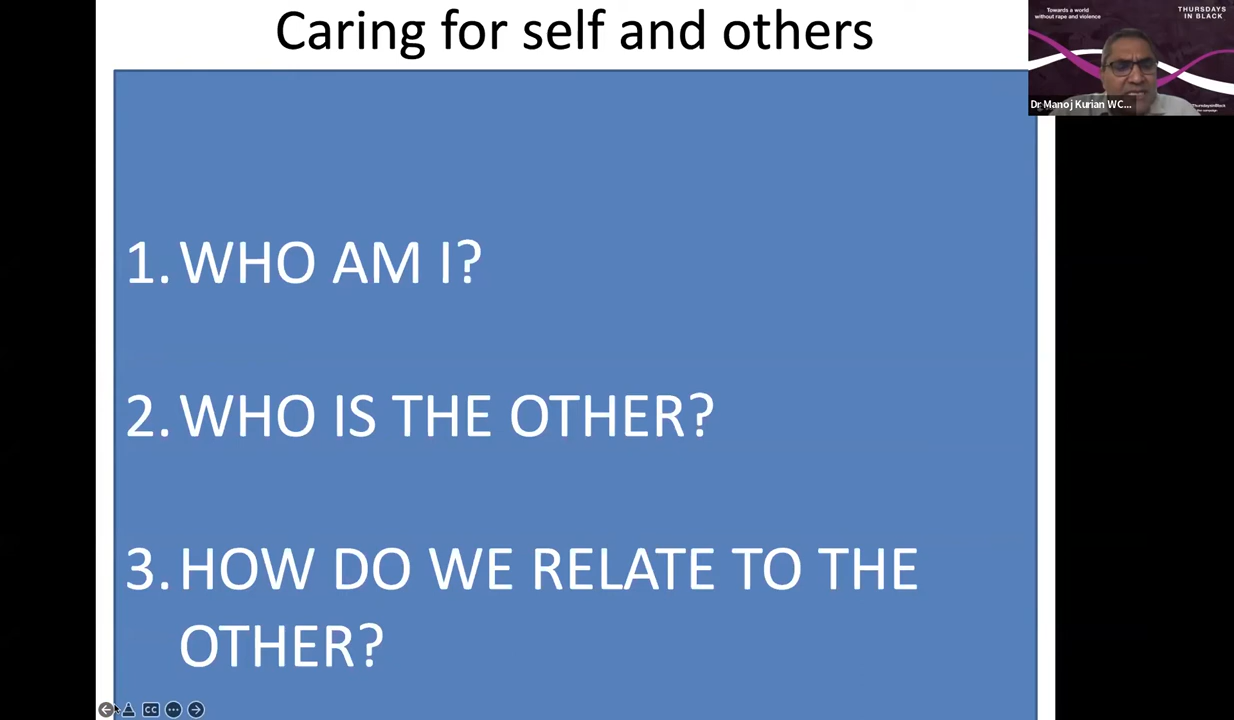 Caring for self and others
Towards a world
without rape and violence
THURSDAYS
IN BLACK
Dr Manoj Kurian WC...
1. WHO AM I?
2. WHO IS THE OTHER?
3. HOW DO WE RELATE TO THE
OTHER?
CC